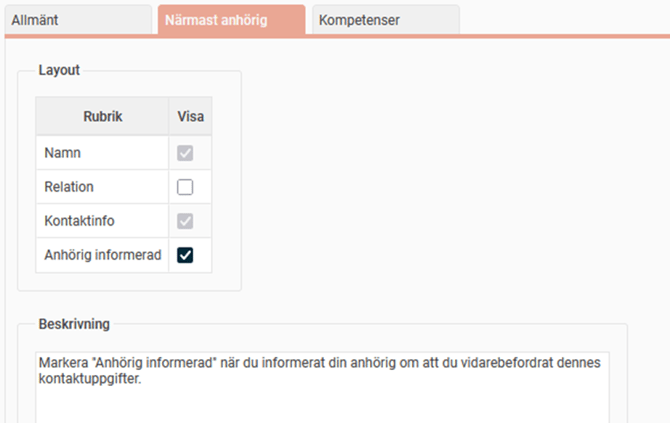 Allmänt Närmast anhörig Kompetenser
Layout
Rubrik Visa
Namn
Relation
Kontaktinfo
Anhörig informerad
Beskrivning
Markera "Anhörig informerad" när du informerat din anhörig om att du vidarebefordrat dennes
kontaktuppgifter.